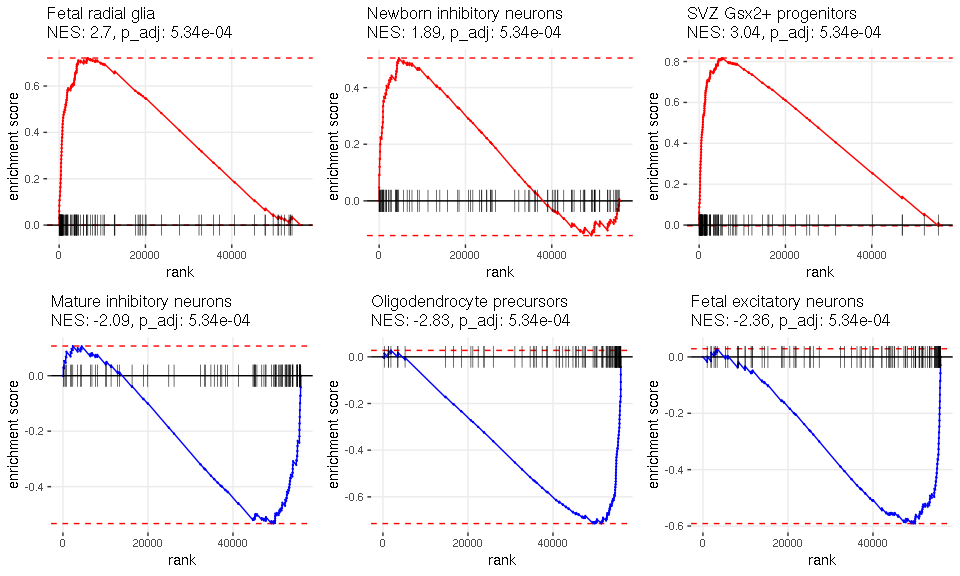 Fetal radial glia
NES: 2.7, p_adj: 5.34e-04
enrichment score
0.6
0.4
0.2
0.0
0
20000
40000
rank
Newborn inhibitory neurons
NES: 1.89, p_adj: 5.34e-04
enrichment score
0.4
0.2
0.0
0
20000
40000
rank
SVZ Gsx2+ progenitors
NES: 3.04, p_adj: 5.34e-04
enrichment score
0.8
0.6
0.4
0.2
0.0
0
20000
40000
rank
Mature inhibitory neurons
NES: -2.09, p_adj: 5.34e-04
enrichment score
0.0
-0.2
-0.4
0
20000
40000
rank
Oligodendrocyte precursors
NES: -2.83, p_adj: 5.34e-04
enrichment score
0.0
-0.2
-0.4
-0.6
0
20000
40000
rank
Fetal excitatory neurons
NES: -2.36, p_adj: 5.34e-04
enrichment score
0.0
-0.2
-0.4
-0.6
0
20000
40000
rank